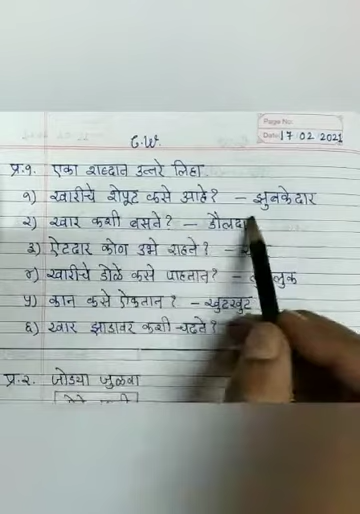 Page No:
Date: 17 02 2021
C.W.
प्र.१. एका शब्दात उत्तरे लिहा.
१) खारीचे शेपूट कसे आहे? – झुबकेदार
२) खार कशी बसते? – डौलदा
३) ऐटदार कोण उभे राहते? –
४) खारीचे डोळे कसे पाहतात? – लुक
५) कान कसे ऐकतात? – खुटखुट
६) खार झाडावर कशी चढते?
प्र.२. जोड्या जुळवा